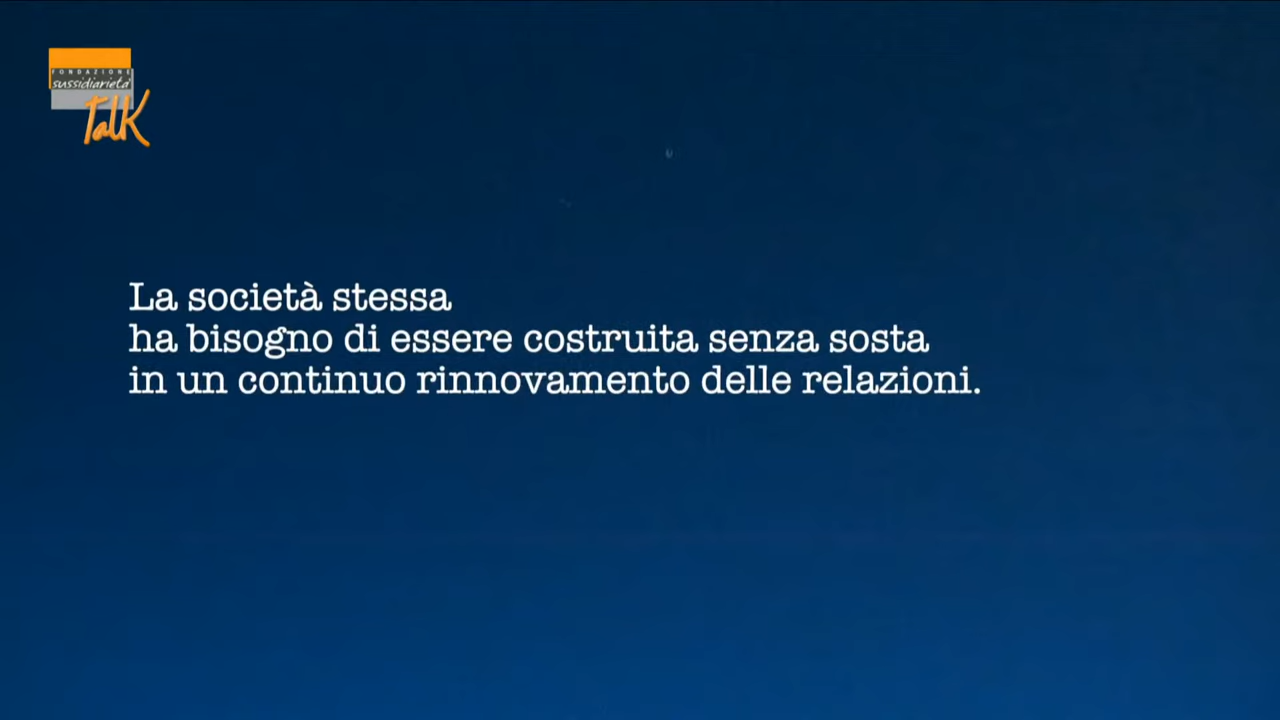 FONDAZIONE
sussidiarietà
Talk
La società stessa
ha bisogno di essere costruita senza sosta
in un continuo rinnovamento delle relazioni.